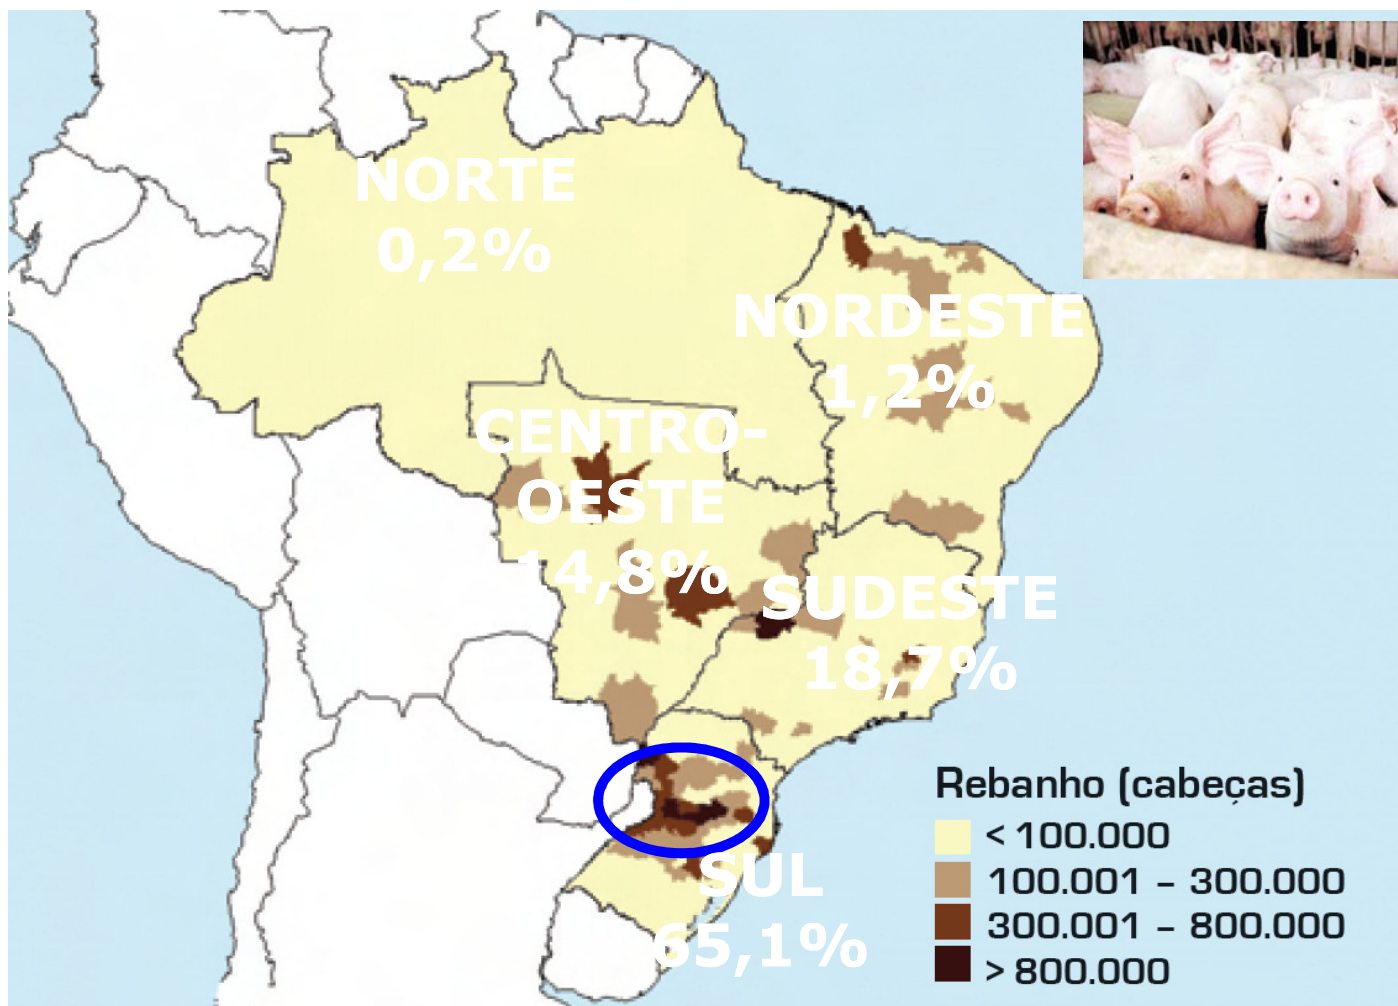 NORTE
0,2%
NORDESTE
1,2%
CENTRO-
OESTE
14,8%
SUDESTE
18,7%
SUL
65,1%
Rebanho (cabeças)
< 100.000
100.001 – 300.000
300.001 – 800.000
> 800.000